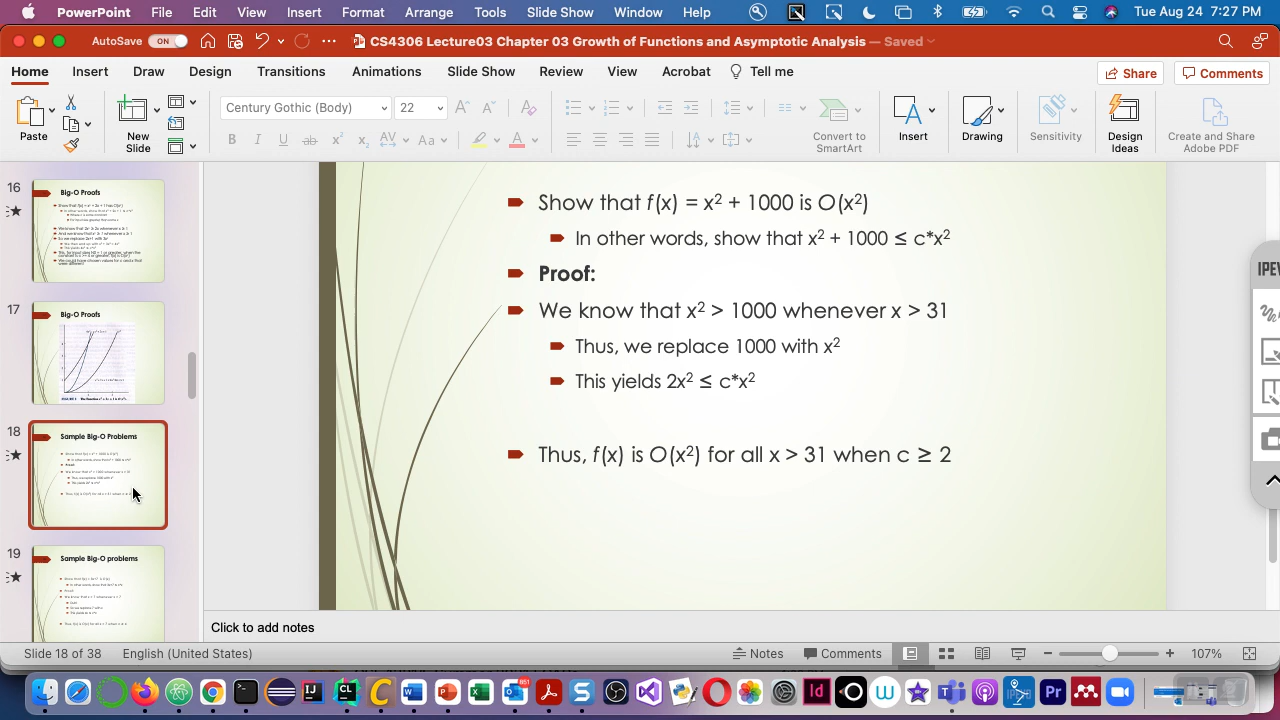 PowerPoint File Edit View Insert Format Arrange Tools Slide Show Window Help Tue Aug 24 7:27 PM
AutoSave ON CS4306 Lecture03 Chapter 03 Growth of Functions and Asymptotic Analysis — Saved
Home Insert Draw Design Transitions Animations Slide Show Review View Acrobat Tell me Share Comments
Paste New Slide Century Gothic (Body) 22 Convert to SmartArt Insert Drawing Sensitivity Design Ideas Create and Share Adobe PDF
16
Big-O Proofs
17
Big-O Proofs
18
Sample Big-O Problems
19
Sample Big-O problems
Show that f(x) = x² + 1000 is O(x²)
In other words, show that x² + 1000 ≤ c*x²
Proof:
We know that x² > 1000 whenever x > 31
Thus, we replace 1000 with x²
This yields 2x² ≤ c*x²
Thus, f(x) is O(x²) for all x > 31 when c ≥ 2
Click to add notes
Slide 18 of 38 English (United States) Notes Comments 107%